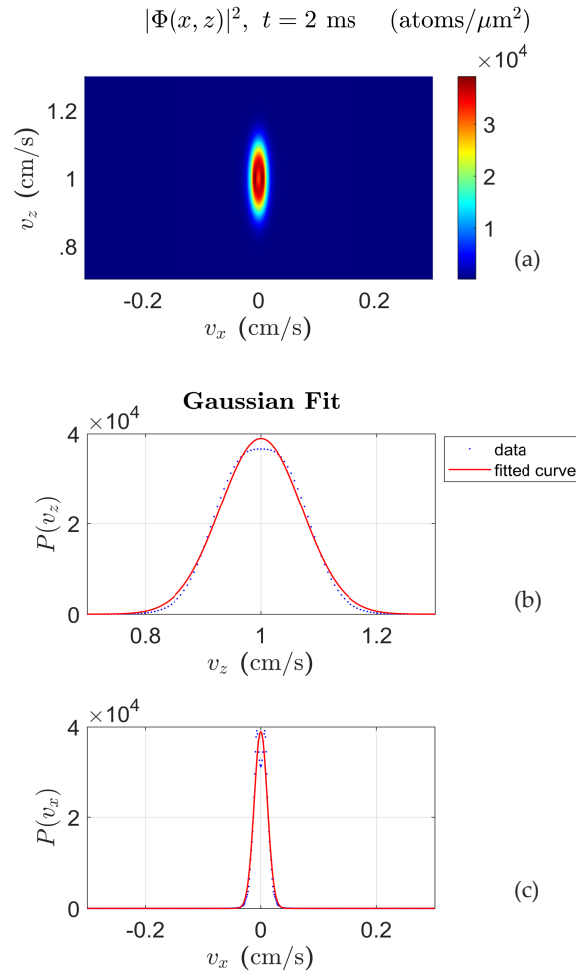 |Φ(x, z)|², t = 2 ms (atoms/μm²)
×10⁴
1.2
1
.8
v_z (cm/s)
3
2
1
(a)
-0.2 0 0.2
v_x (cm/s)
Gaussian Fit
×10⁴
4
2
0
P(v_z)
data
fitted curve
(b)
0.8 1 1.2
v_z (cm/s)
×10⁴
4
2
0
P(v_x)
(c)
-0.2 0 0.2
v_x (cm/s)